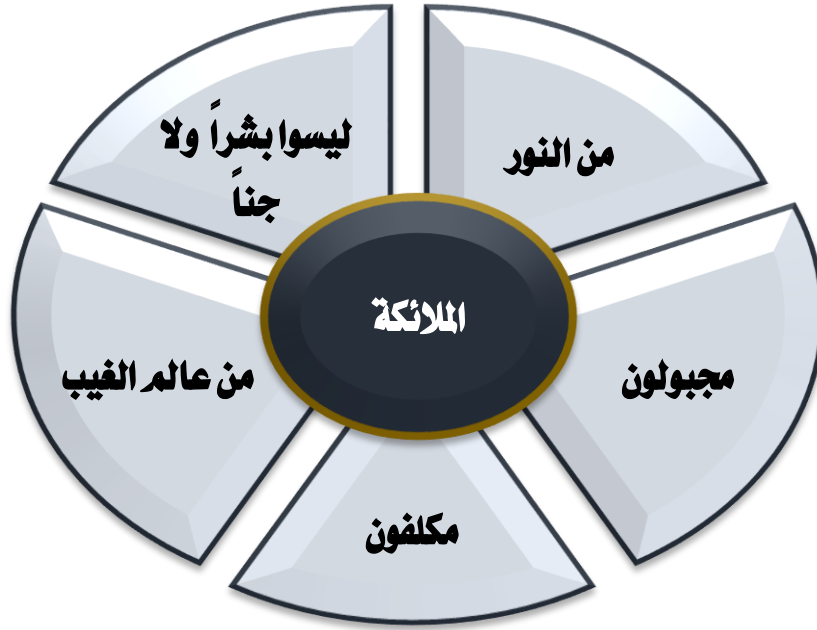 من النور
ليسوا بشراً ولا
جناً
الملائكة
مجبولون
من عالم الغيب
مكلفون